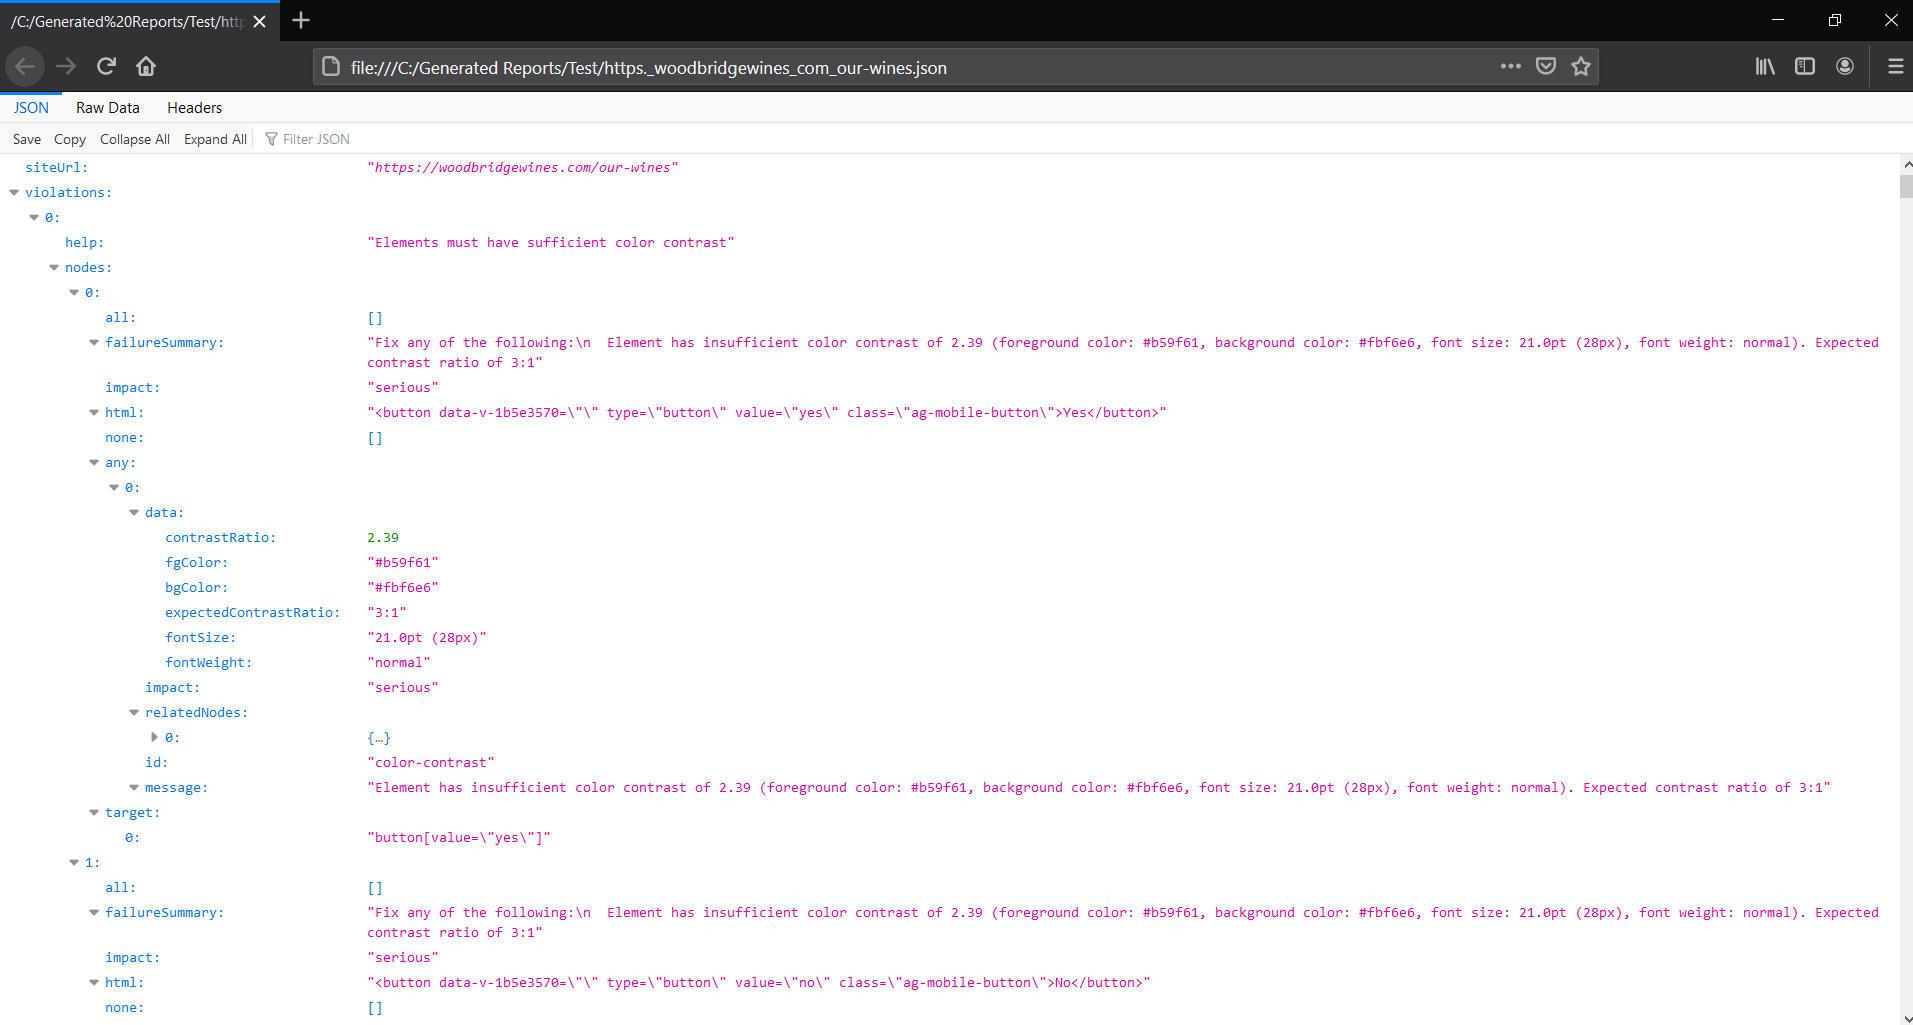 /C:/Generated%20Reports/Test/http
file:///C:/Generated Reports/Test/https._woodbridgewines_com_our-wines.json
JSON Raw Data Headers
Save Copy Collapse All Expand All Filter JSON
siteUrl: "https://woodbridgewines.com/our-wines"
violations:
0:
help: "Elements must have sufficient color contrast"
nodes:
0:
all: []
failureSummary: "Fix any of the following:\n  Element has insufficient color contrast of 2.39 (foreground color: #b59f61, background color: #fbf6e6, font size: 21.0pt (28px), font weight: normal). Expected
contrast ratio of 3:1"
impact: "serious"
html: "<button data-v-1b5e3570=\"\" type=\"button\" value=\"yes\" class=\"ag-mobile-button\">Yes</button>"
none: []
any:
0:
data:
contrastRatio: 2.39
fgColor: "#b59f61"
bgColor: "#fbf6e6"
expectedContrastRatio: "3:1"
fontSize: "21.0pt (28px)"
fontWeight: "normal"
impact: "serious"
relatedNodes:
0: {…}
id: "color-contrast"
message: "Element has insufficient color contrast of 2.39 (foreground color: #b59f61, background color: #fbf6e6, font size: 21.0pt (28px), font weight: normal). Expected contrast ratio of 3:1"
target:
0: "button[value=\"yes\"]"
1:
all: []
failureSummary: "Fix any of the following:\n  Element has insufficient color contrast of 2.39 (foreground color: #b59f61, background color: #fbf6e6, font size: 21.0pt (28px), font weight: normal). Expected
contrast ratio of 3:1"
impact: "serious"
html: "<button data-v-1b5e3570=\"\" type=\"button\" value=\"no\" class=\"ag-mobile-button\">No</button>"
none: []